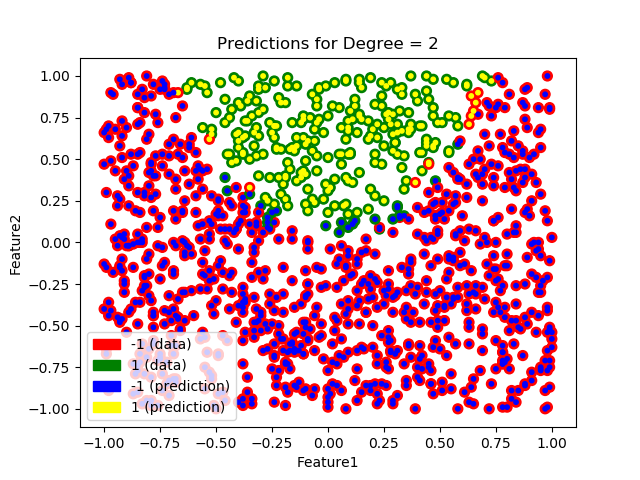 Predictions for Degree = 2
1.00
0.75
0.50
0.25
0.00
−0.25
−0.50
−0.75
−1.00
Feature2
-1 (data)
1 (data)
-1 (prediction)
1 (prediction)
−1.00 −0.75 −0.50 −0.25 0.00 0.25 0.50 0.75 1.00
Feature1